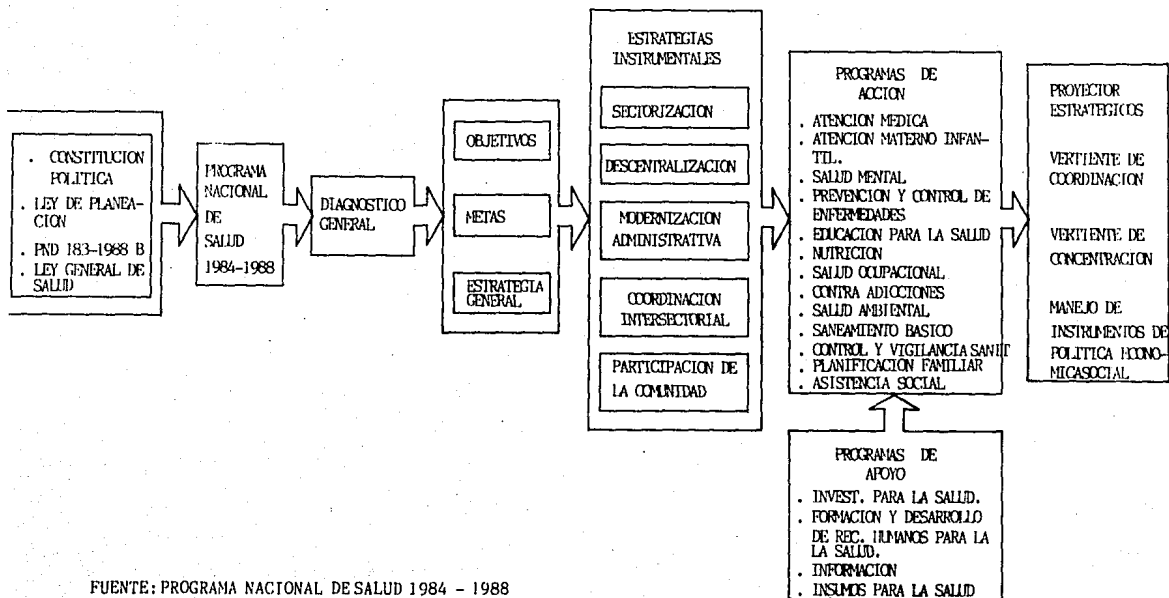 . CONSTITUCION
POLITICA
. LEY DE PLANEA-
CION
. PND 183-1988 B
. LEY GENERAL DE
SALUD
PROGRAMA
NACIONAL
DE
SALUD
1984-1988
DIAGNOSTICO
GENERAL
OBJETIVOS
METAS
ESTRATEGIA
GENERAL
ESTRATEGIAS
INSTRUMENTALES
SECTORIZACION
DESCENTRALIZACION
MODERNIZACION
ADMINISTRATIVA
COORDINACION
INTERSECTORIAL
PARTICIPACION DE
LA COMUNIDAD
PROGRAMAS DE
ACCION
. ATENCION MEDICA
. ATENCION MATERNO INFAN-
TIL.
. SALUD MENTAL
. PREVENCION Y CONTROL DE
ENFERMEDADES
. EDUCACION PARA LA SALUD
. NUTRICION
. SALUD OCUPACIONAL
. CONTRA ADICCIONES
. SALUD AMBIENTAL
. SANEAMIENTO BASICO
. CONTROL Y VIGILANCIA SANIT
. PLANIFICACION FAMILIAR
. ASISTENCIA SOCIAL
PROGRAMAS DE
APOYO
. INVEST. PARA LA SALUD.
. FORMACION Y DESARROLLO
DE REC. HUMANOS PARA LA
LA SALUD.
. INFORMACION
. INSUMOS PARA LA SALUD
PROYECTOR
ESTRATEGICOS
VERTIENTE DE
COORDINACION
VERTIENTE DE
CONCENTRACION
MANEJO DE
INSTRUMENTOS DE
POLITICA HCONO-
MICASOCIAL
FUENTE: PROGRAMA NACIONAL DE SALUD 1984 - 1988